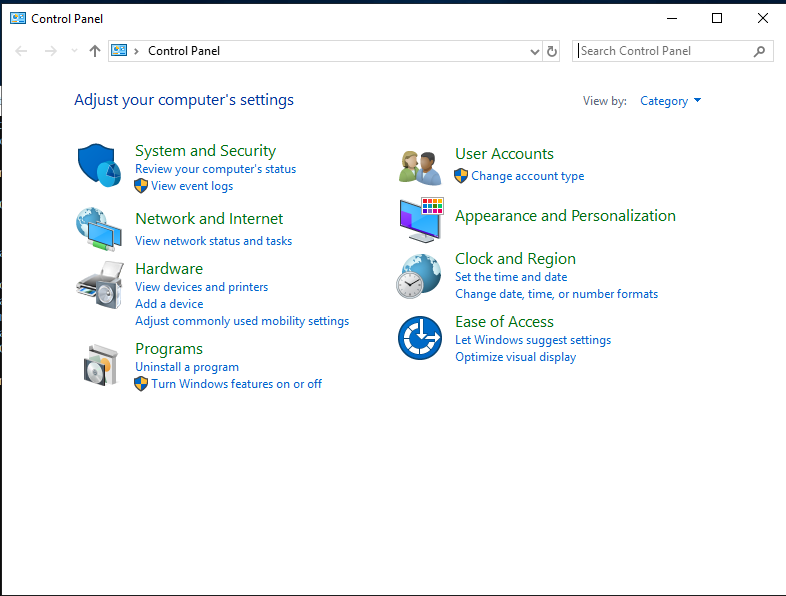 Control Panel
Control Panel
Search Control Panel
Adjust your computer's settings
View by: Category
System and Security
Review your computer's status
View event logs
Network and Internet
View network status and tasks
Hardware
View devices and printers
Add a device
Adjust commonly used mobility settings
Programs
Uninstall a program
Turn Windows features on or off
User Accounts
Change account type
Appearance and Personalization
Clock and Region
Set the time and date
Change date, time, or number formats
Ease of Access
Let Windows suggest settings
Optimize visual display